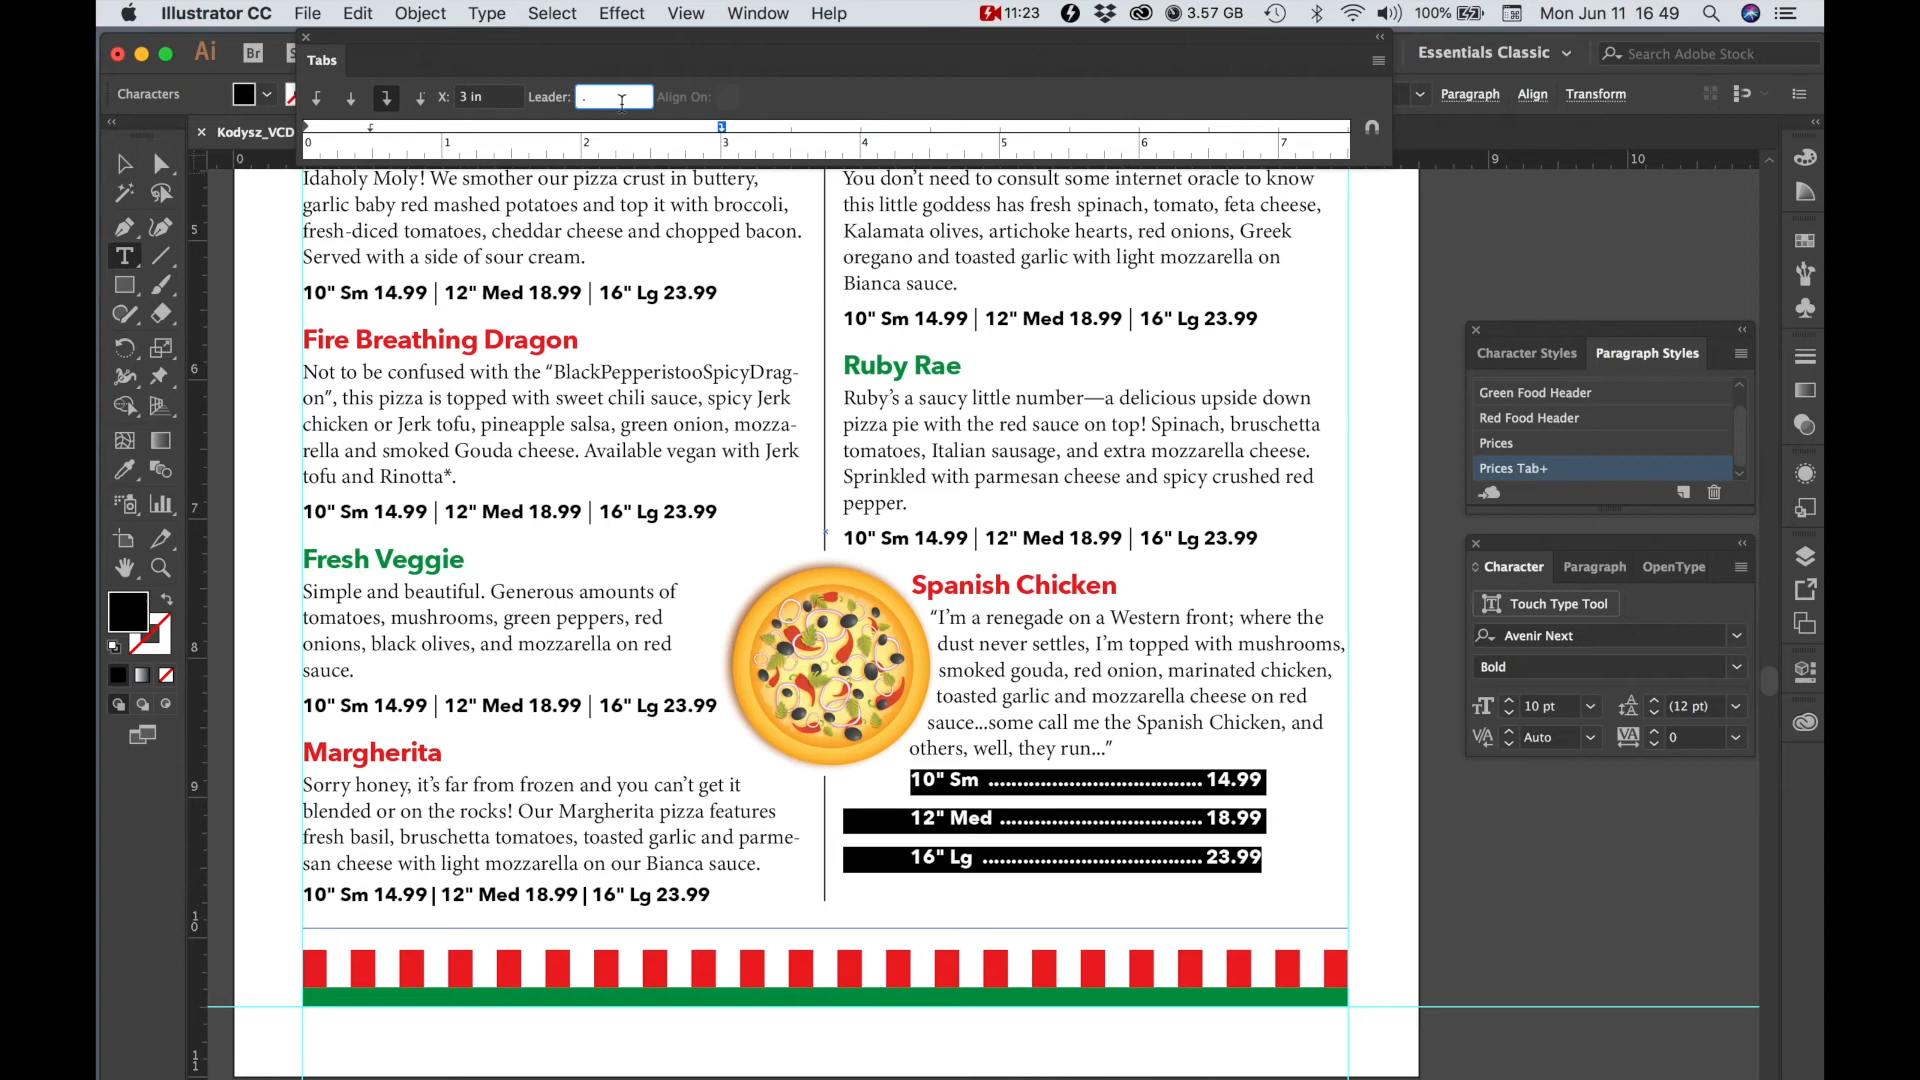 Illustrator CC File Edit Object Type Select Effect View Window Help 11:23 3.57 GB 100% Mon Jun 11 16 49
Tabs
Ai Br
Essentials Classic Search Adobe Stock
Characters
X: 3 in Leader: . Align On:
Paragraph Align Transform
Kodysz_VCD
0 1 2 3 4 5 6 7
0 9 10
5
6
7
8
9
10
11
Idaholy Moly! We smother our pizza crust in buttery,
garlic baby red mashed potatoes and top it with broccoli,
fresh-diced tomatoes, cheddar cheese and chopped bacon.
Served with a side of sour cream.
10" Sm 14.99 | 12" Med 18.99 | 16" Lg 23.99
Fire Breathing Dragon
Not to be confused with the “BlackPepperistooSpicyDrag-
on”, this pizza is topped with sweet chili sauce, spicy Jerk
chicken or Jerk tofu, pineapple salsa, green onion, mozza-
rella and smoked Gouda cheese. Available vegan with Jerk
tofu and Rinotta*.
10" Sm 14.99 | 12" Med 18.99 | 16" Lg 23.99
Fresh Veggie
Simple and beautiful. Generous amounts of
tomatoes, mushrooms, green peppers, red
onions, black olives, and mozzarella on red
sauce.
10" Sm 14.99 | 12" Med 18.99 | 16" Lg 23.99
Margherita
Sorry honey, it’s far from frozen and you can’t get it
blended or on the rocks! Our Margherita pizza features
fresh basil, bruschetta tomatoes, toasted garlic and parme-
san cheese with light mozzarella on our Bianca sauce.
10" Sm 14.99 | 12" Med 18.99 | 16" Lg 23.99
You don’t need to consult some internet oracle to know
this little goddess has fresh spinach, tomato, feta cheese,
Kalamata olives, artichoke hearts, red onions, Greek
oregano and toasted garlic with light mozzarella on
Bianca sauce.
10" Sm 14.99 | 12" Med 18.99 | 16" Lg 23.99
Ruby Rae
Ruby’s a saucy little number—a delicious upside down
pizza pie with the red sauce on top! Spinach, bruschetta
tomatoes, Italian sausage, and extra mozzarella cheese.
Sprinkled with parmesan cheese and spicy crushed red
pepper.
10" Sm 14.99 | 12" Med 18.99 | 16" Lg 23.99
Spanish Chicken
“I’m a renegade on a Western front; where the
dust never settles, I’m topped with mushrooms,
smoked gouda, red onion, marinated chicken,
toasted garlic and mozzarella cheese on red
sauce...some call me the Spanish Chicken, and
others, well, they run...”
10" Sm ...................................... 14.99
12" Med .................................... 18.99
16" Lg ....................................... 23.99
Character Styles Paragraph Styles
Green Food Header
Red Food Header
Prices
Prices Tab+
Character Paragraph OpenType
Touch Type Tool
Avenir Next
Bold
10 pt (12 pt)
Auto 0